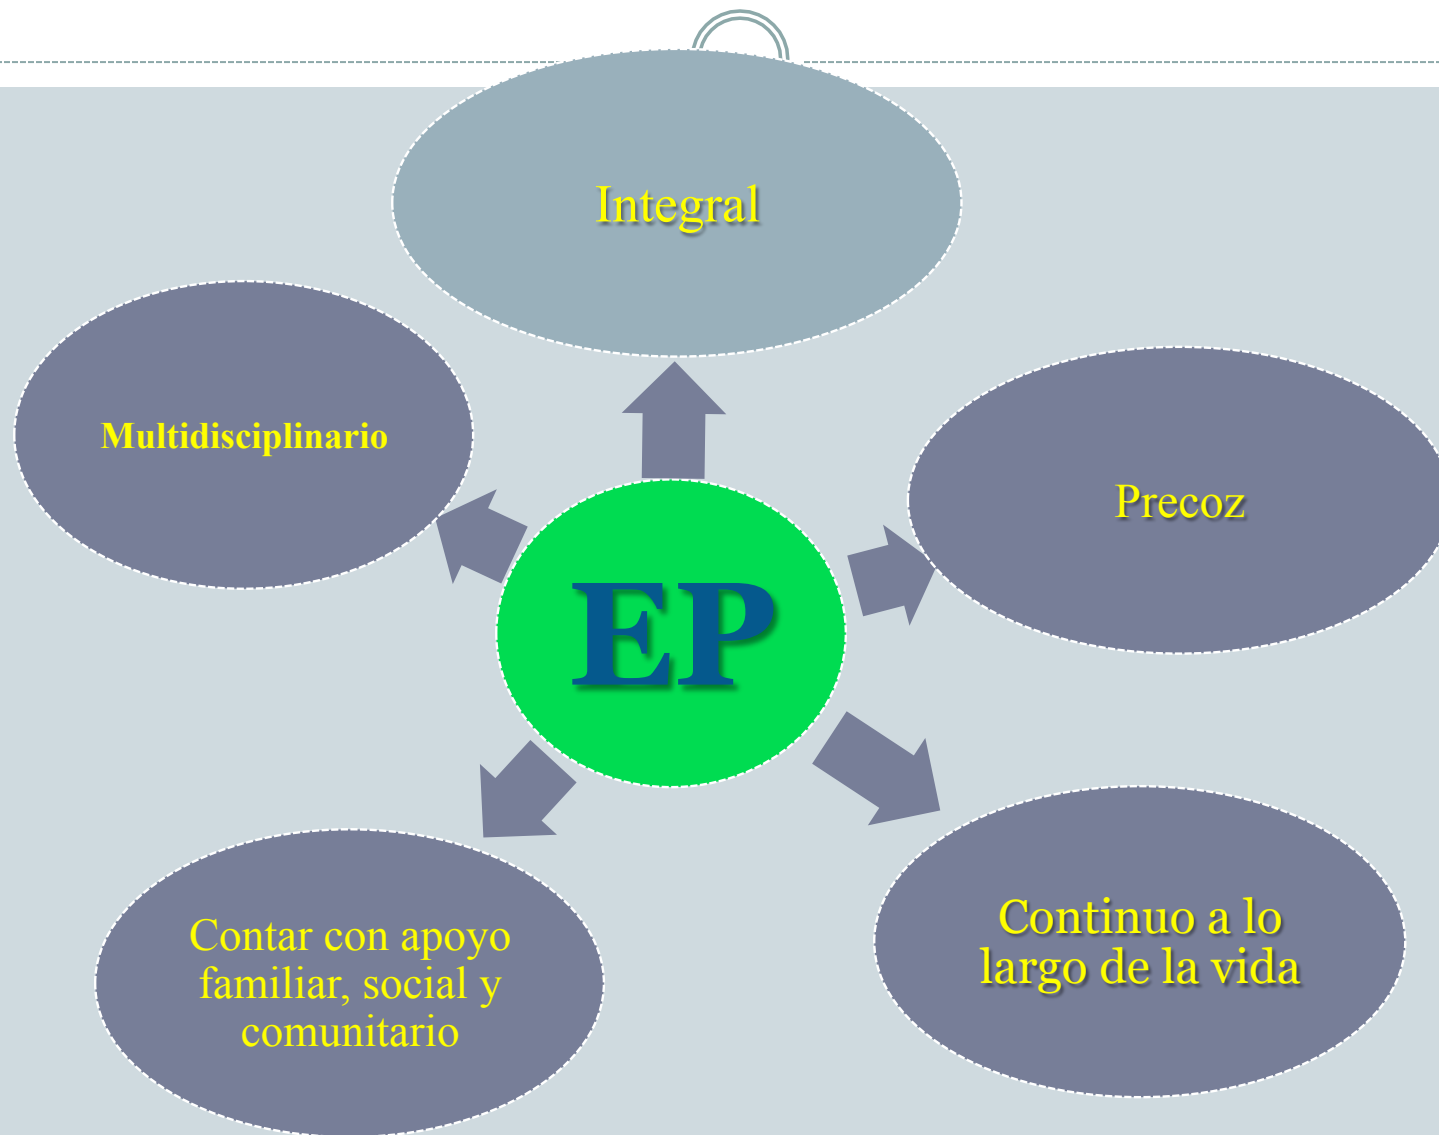 Integral
Multidisciplinario
Precoz
EP
Contar con apoyo
familiar, social y
comunitario
Continuo a lo
largo de la vida